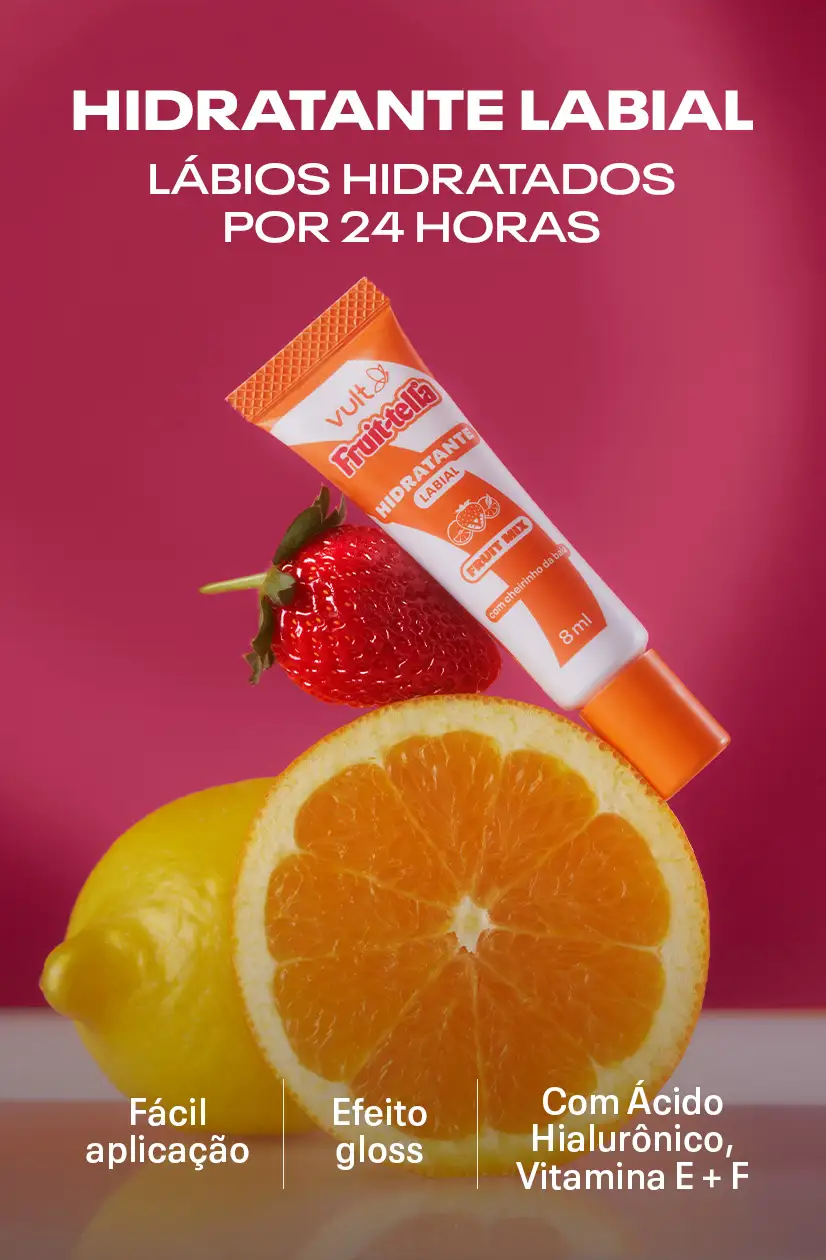 HIDRATANTE LABIAL
LÁBIOS HIDRATADOS
POR 24 HORAS
vult
Fruit-tella
HIDRATANTE
LABIAL
FRUIT MIX
com cheirinho da bala
8 ml
Fácil
aplicação
Efeito
gloss
Com Ácido
Hialurônico,
Vitamina E + F